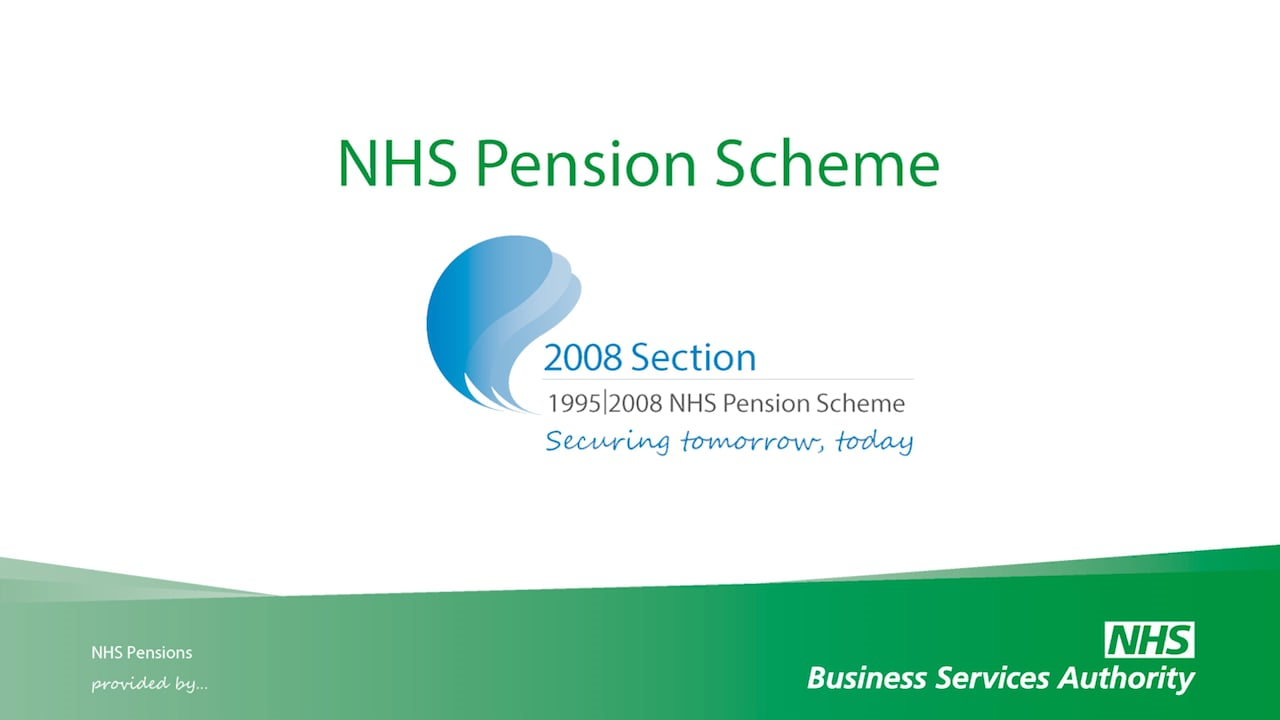 NHS Pension Scheme
2008 Section
1995|2008 NHS Pension Scheme
Securing tomorrow, today
NHS Pensions
provided by...
NHS
Business Services Authority